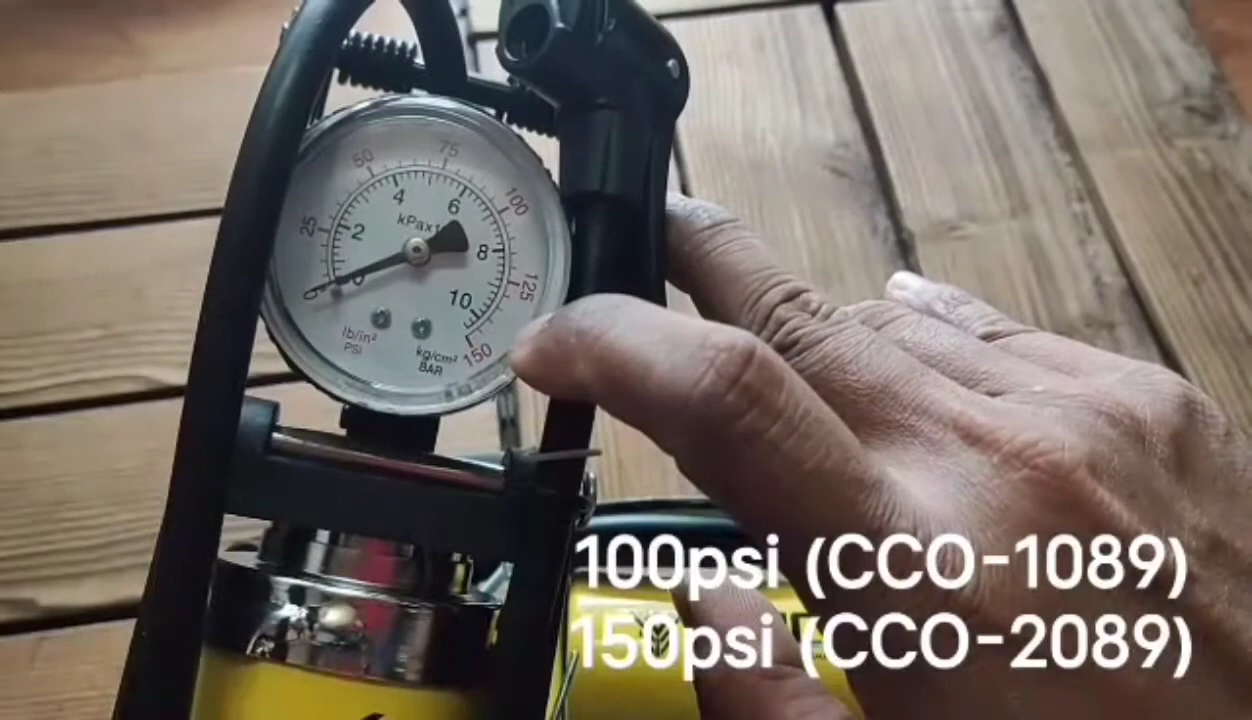 50
75
100
25
4
6
2
kPax1
8
125
0
0
10
lb/in²
PSI
kg/cm²
BAR
150
100psi (CCO-1089)
150psi (CCO-2089)